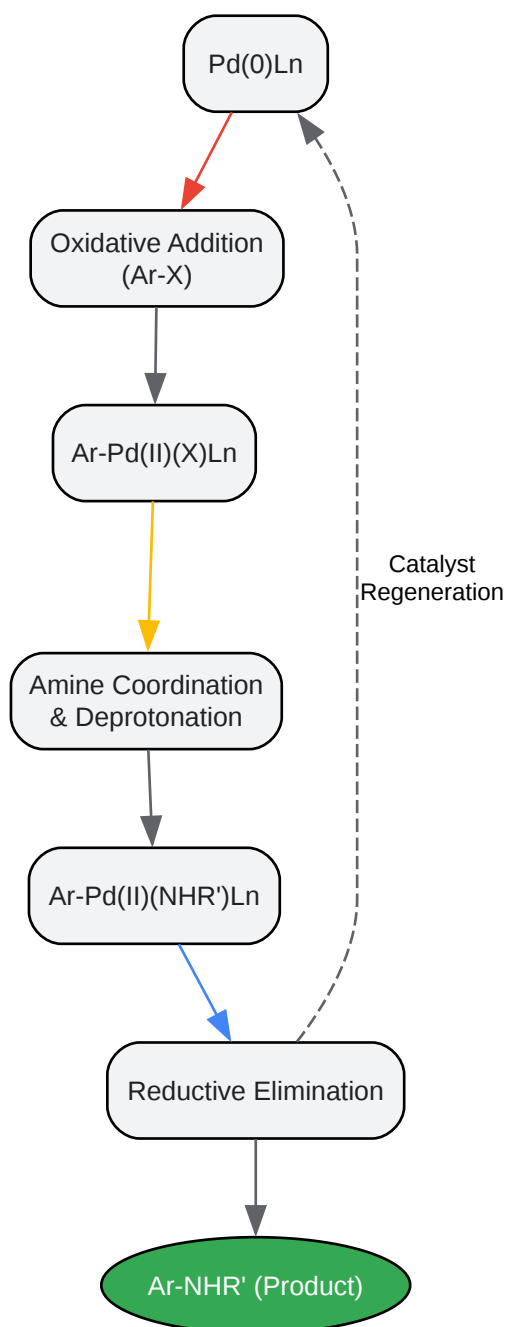 Pd(0)Ln
Oxidative Addition
(Ar-X)
Ar-Pd(II)(X)Ln
Catalyst
Regeneration
Amine Coordination
& Deprotonation
Ar-Pd(II)(NHR')Ln
Reductive Elimination
Ar-NHR' (Product)